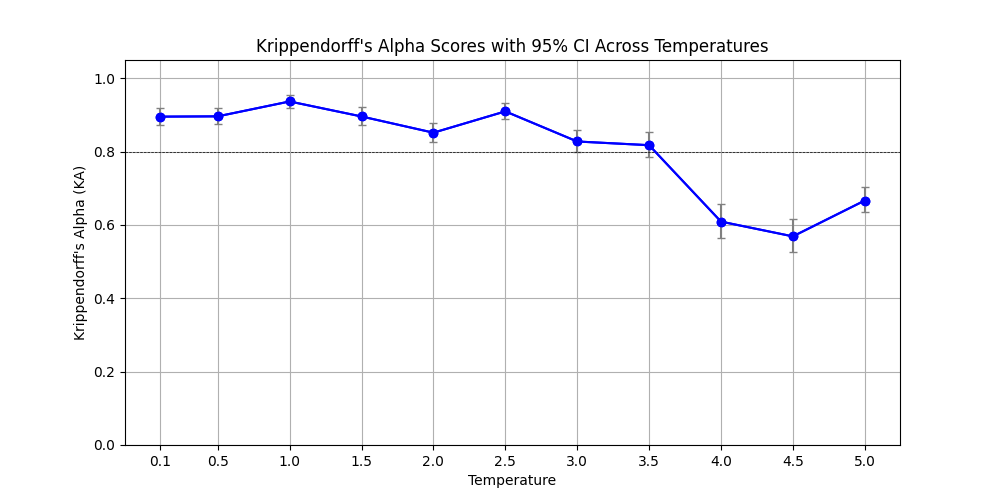 Krippendorff's Alpha Scores with 95% CI Across Temperatures
Krippendorff's Alpha (KA)
1.0
0.8
0.6
0.4
0.2
0.0
0.1 0.5 1.0 1.5 2.0 2.5 3.0 3.5 4.0 4.5 5.0
Temperature